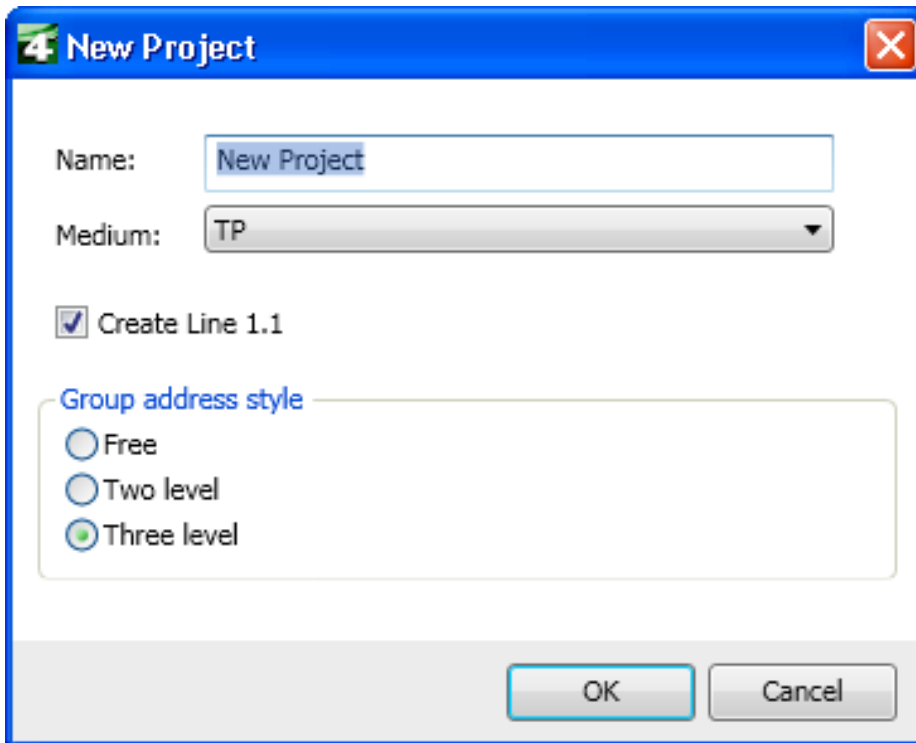 4 New Project
Name: New Project
Medium: TP
Create Line 1.1
Group address style
Free
Two level
Three level
OK Cancel